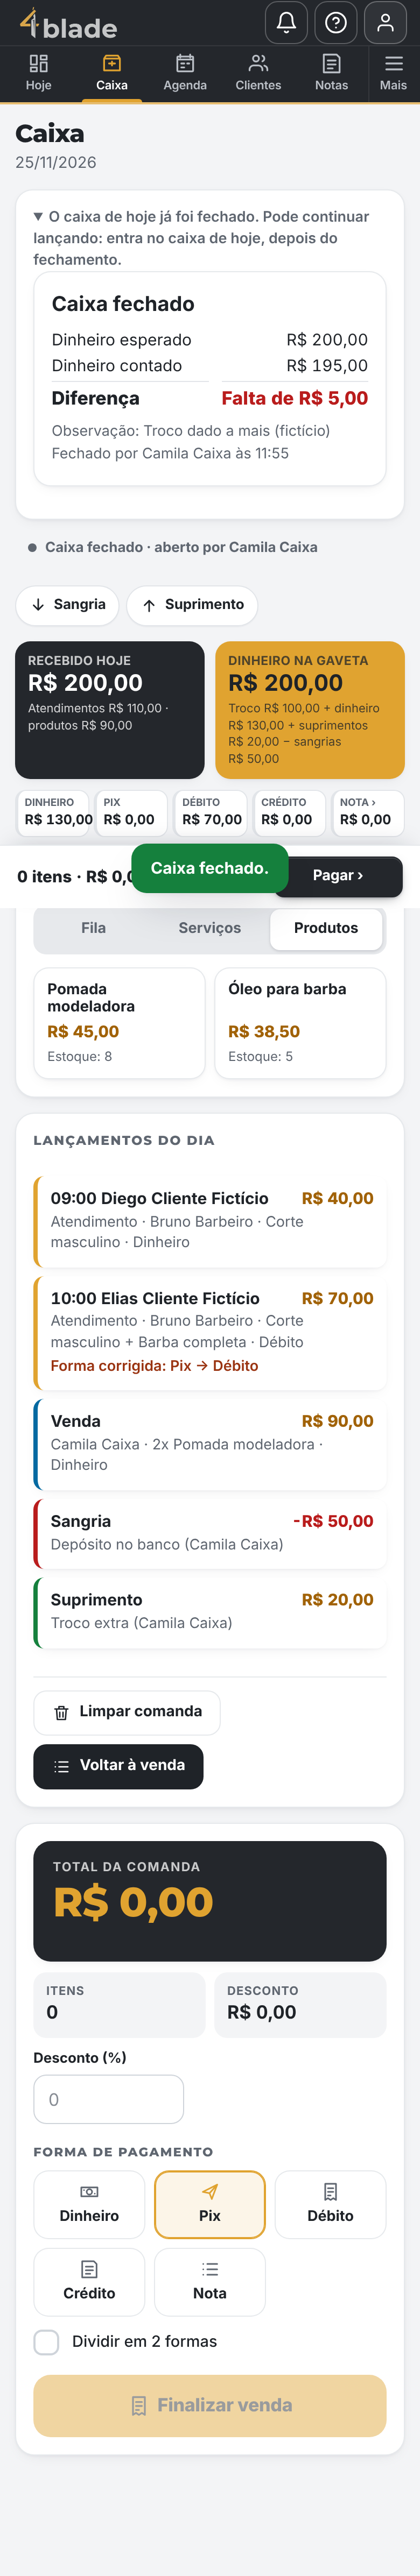 4blade
Hoje
Caixa
Agenda
Clientes
Notas
Mais
Caixa
25/11/2026
▼ O caixa de hoje já foi fechado. Pode continuar
lançando: entra no caixa de hoje, depois do
fechamento.
Caixa fechado
Dinheiro esperado R$ 200,00
Dinheiro contado R$ 195,00
Diferença Falta de R$ 5,00
Observação: Troco dado a mais (fictício)
Fechado por Camila Caixa às 11:55
Caixa fechado · aberto por Camila Caixa
↓ Sangria
↑ Suprimento
RECEBIDO HOJE
R$ 200,00
Atendimentos R$ 110,00 ·
produtos R$ 90,00
DINHEIRO NA GAVETA
R$ 200,00
Troco R$ 100,00 + dinheiro
R$ 130,00 + suprimentos
R$ 20,00 − sangrias
R$ 50,00
DINHEIRO
R$ 130,00
PIX
R$ 0,00
DÉBITO
R$ 70,00
CRÉDITO
R$ 0,00
NOTA ›
R$ 0,00
0 itens · R$ 0,0
Caixa fechado.
Pagar ›
Fila
Serviços
Produtos
Pomada
modeladora
R$ 45,00
Estoque: 8
Óleo para barba
R$ 38,50
Estoque: 5
LANÇAMENTOS DO DIA
09:00 Diego Cliente Fictício R$ 40,00
Atendimento · Bruno Barbeiro · Corte
masculino · Dinheiro
10:00 Elias Cliente Fictício R$ 70,00
Atendimento · Bruno Barbeiro · Corte
masculino + Barba completa · Débito
Forma corrigida: Pix → Débito
Venda R$ 90,00
Camila Caixa · 2x Pomada modeladora ·
Dinheiro
Sangria -R$ 50,00
Depósito no banco (Camila Caixa)
Suprimento R$ 20,00
Troco extra (Camila Caixa)
Limpar comanda
Voltar à venda
TOTAL DA COMANDA
R$ 0,00
ITENS
0
DESCONTO
R$ 0,00
Desconto (%)
0
FORMA DE PAGAMENTO
Dinheiro
Pix
Débito
Crédito
Nota
Dividir em 2 formas
Finalizar venda